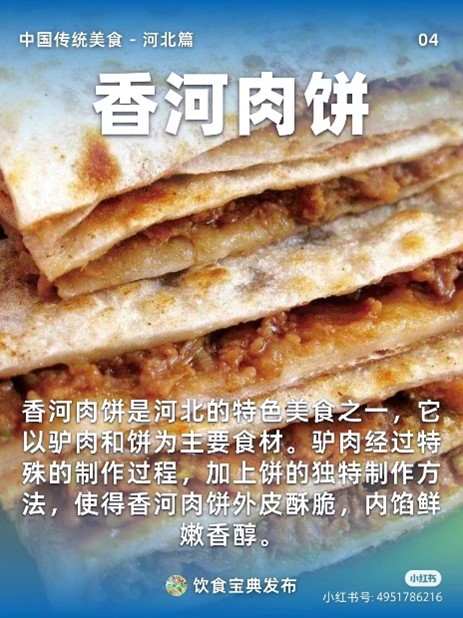 中国传统美食 - 河北篇
04
香河肉饼
香河肉饼是河北的特色美食之一，它
以驴肉和饼为主要食材。驴肉经过特
殊的制作过程，加上饼的独特制作方
法，使得香河肉饼外皮酥脆，内馅鲜
嫩香醇。
饮食宝典发布
小红书
小红书号: 4951786216